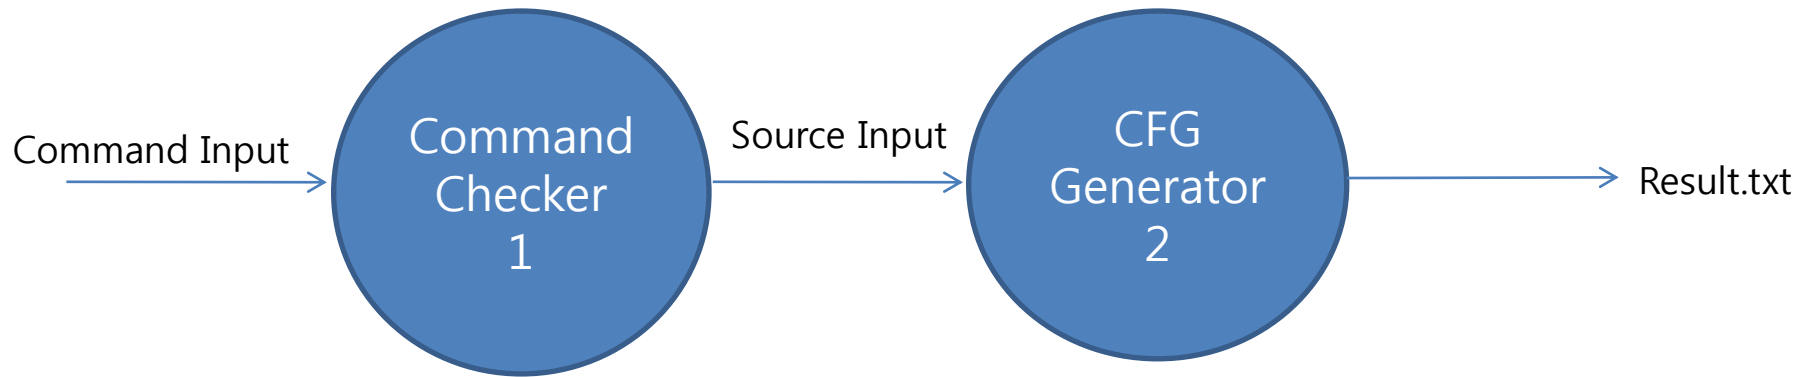 Command Input
Command
Checker
1
Source Input
CFG
Generator
2
Result.txt